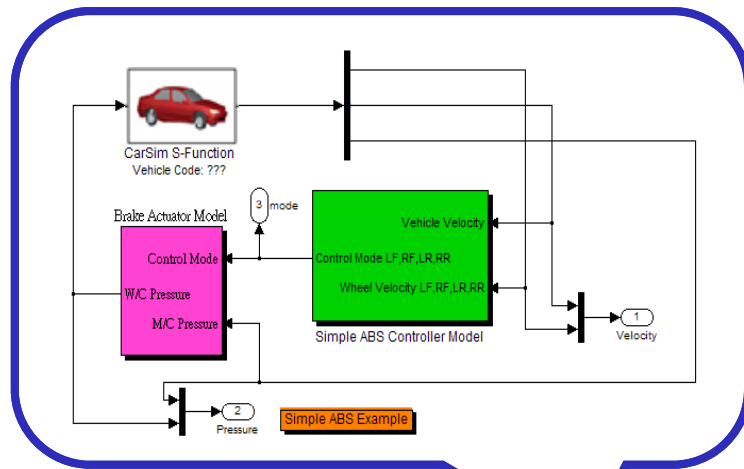 CarSim S-Function
Vehicle Code: ???
3
mode
Brake Actuator Model
Control Mode
W/C Pressure
M/C Pressure
Vehicle Velocity
Control Mode LF,RF,LR,RR
Wheel Velocity LF,RF,LR,RR
Simple ABS Controller Model
1
Velocity
2
Pressure
Simple ABS Example